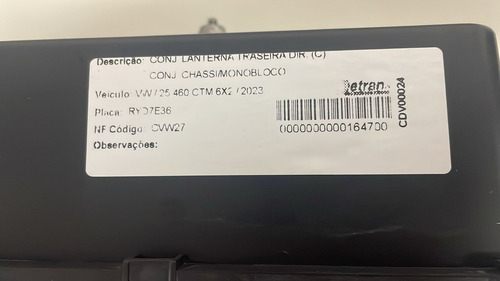 Descrição: CONJ LANTERNA TRASEIRA DIR. (C)
CONJ. CHASSI/MONOBLOCO
Veiculo: VW / 25 460 CTM 6X2 / 2023
Placa: RYD7E36
NF Código: CVW27
Observações:
Detran
0000000000164700
CDV00024